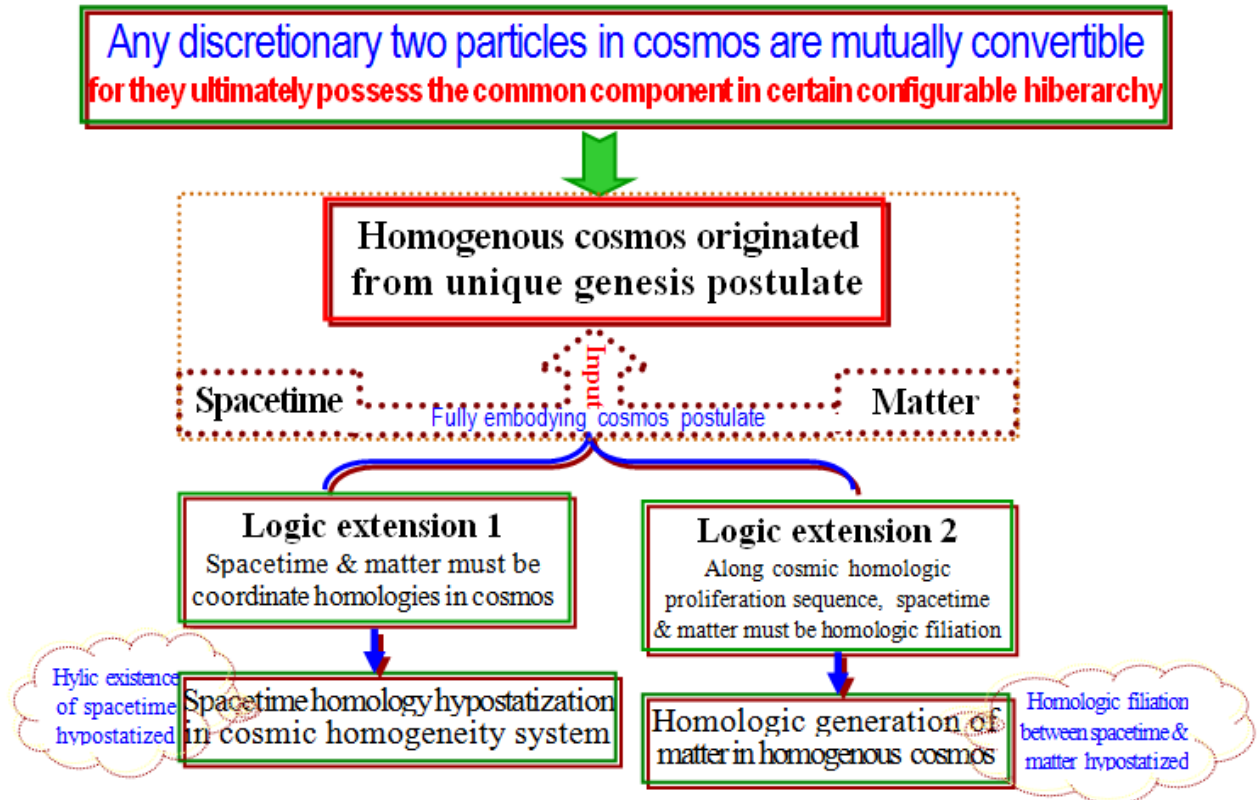 Any discretionary two particles in cosmos are mutually convertible
for they ultimately possess the common component in certain configurable hiberarchy
Homogenous cosmos originated
from unique genesis postulate
Input
Spacetime
Matter
Fully embodying cosmos postulate
Logic extension 1
Spacetime & matter must be
coordinate homologies in cosmos
Logic extension 2
Along cosmic homologic
proliferation sequence, spacetime
& matter must be homologic filiation
Hylic existence
of spacetime
hypostatized
Spacetime homology hypostatization
in cosmic homogeneity system
Homologic generation of
matter in homogenous cosmos
Homologic filiation
between spacetime &
matter hypostatized